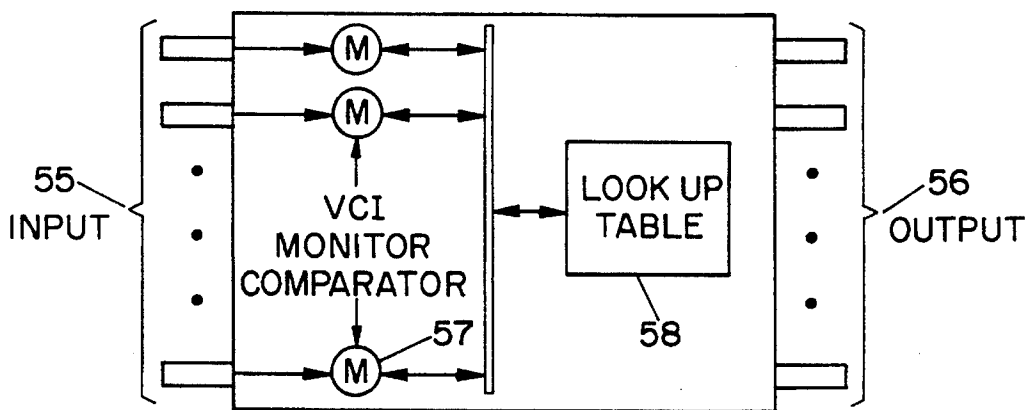 M
M
55
INPUT
VCI
MONITOR
COMPARATOR
57
M
LOOK UP
TABLE
58
56
OUTPUT